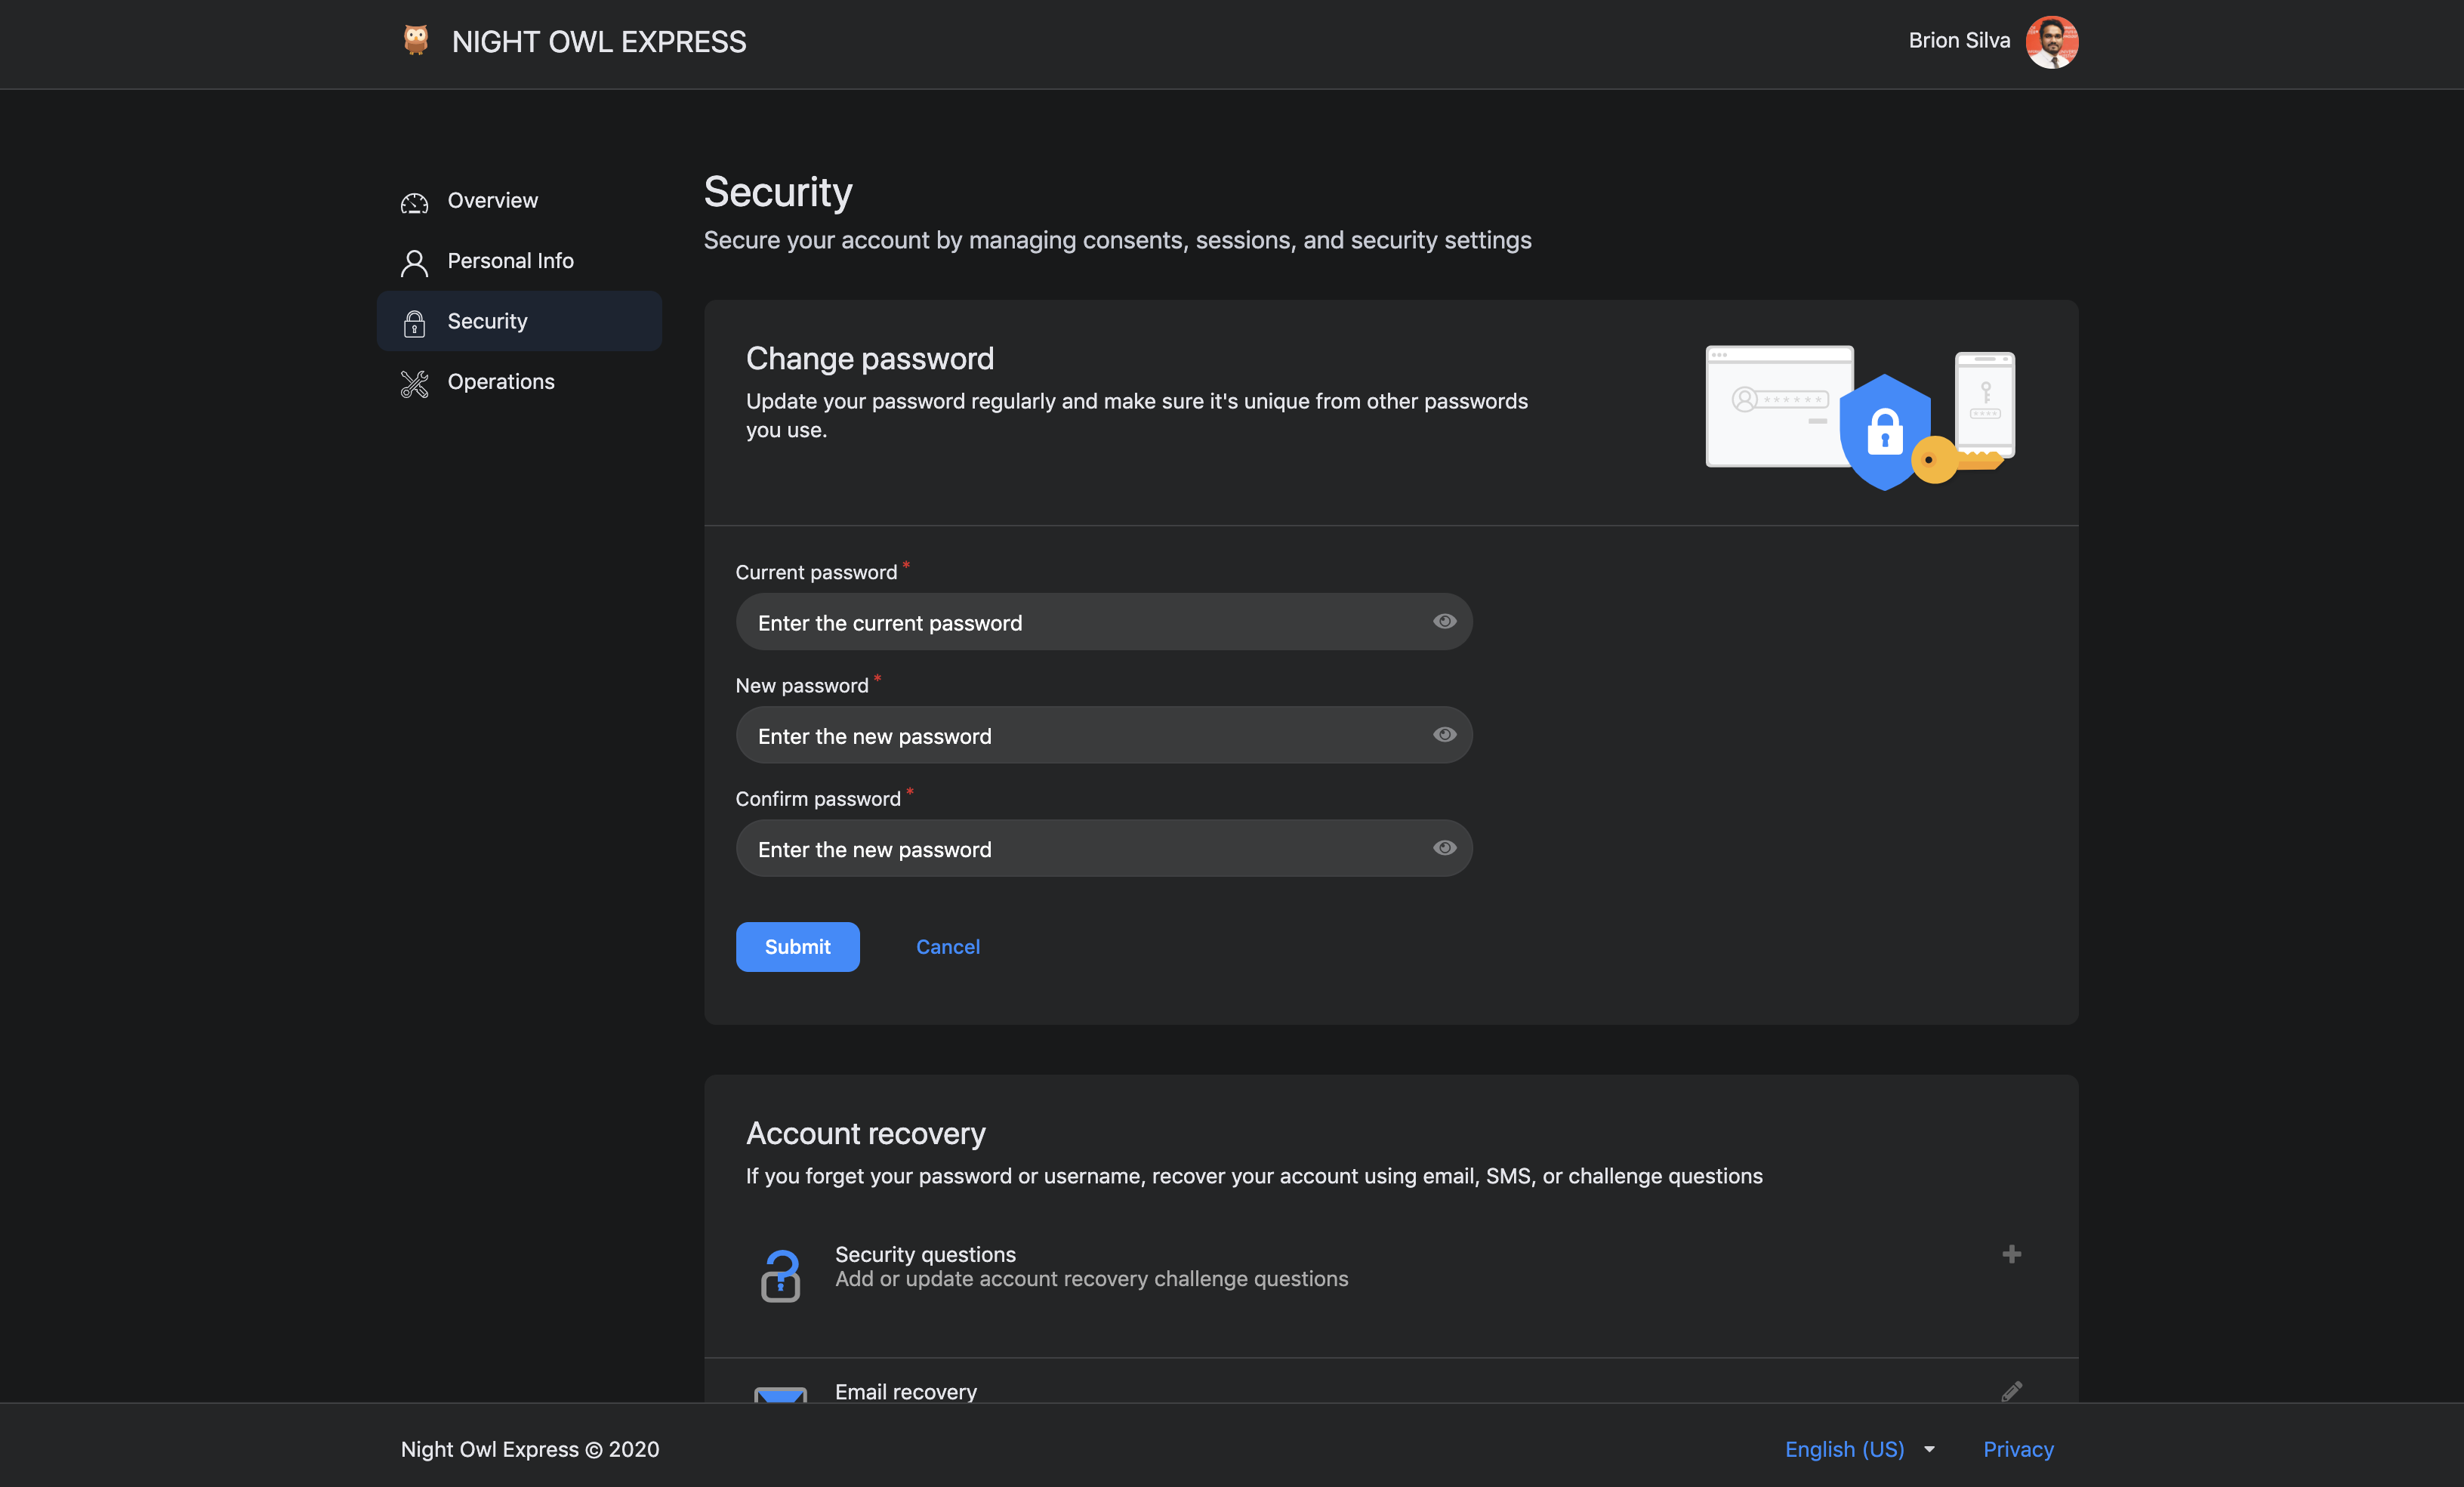 NIGHT OWL EXPRESS
Brion Silva
Overview
Personal Info
Security
Operations
Security
Secure your account by managing consents, sessions, and security settings
Change password
Update your password regularly and make sure it's unique from other passwords
you use.
Current password *
Enter the current password
New password *
Enter the new password
Confirm password *
Enter the new password
Submit
Cancel
Account recovery
If you forget your password or username, recover your account using email, SMS, or challenge questions
Security questions
Add or update account recovery challenge questions
Email recovery
Night Owl Express © 2020
English (US)
Privacy